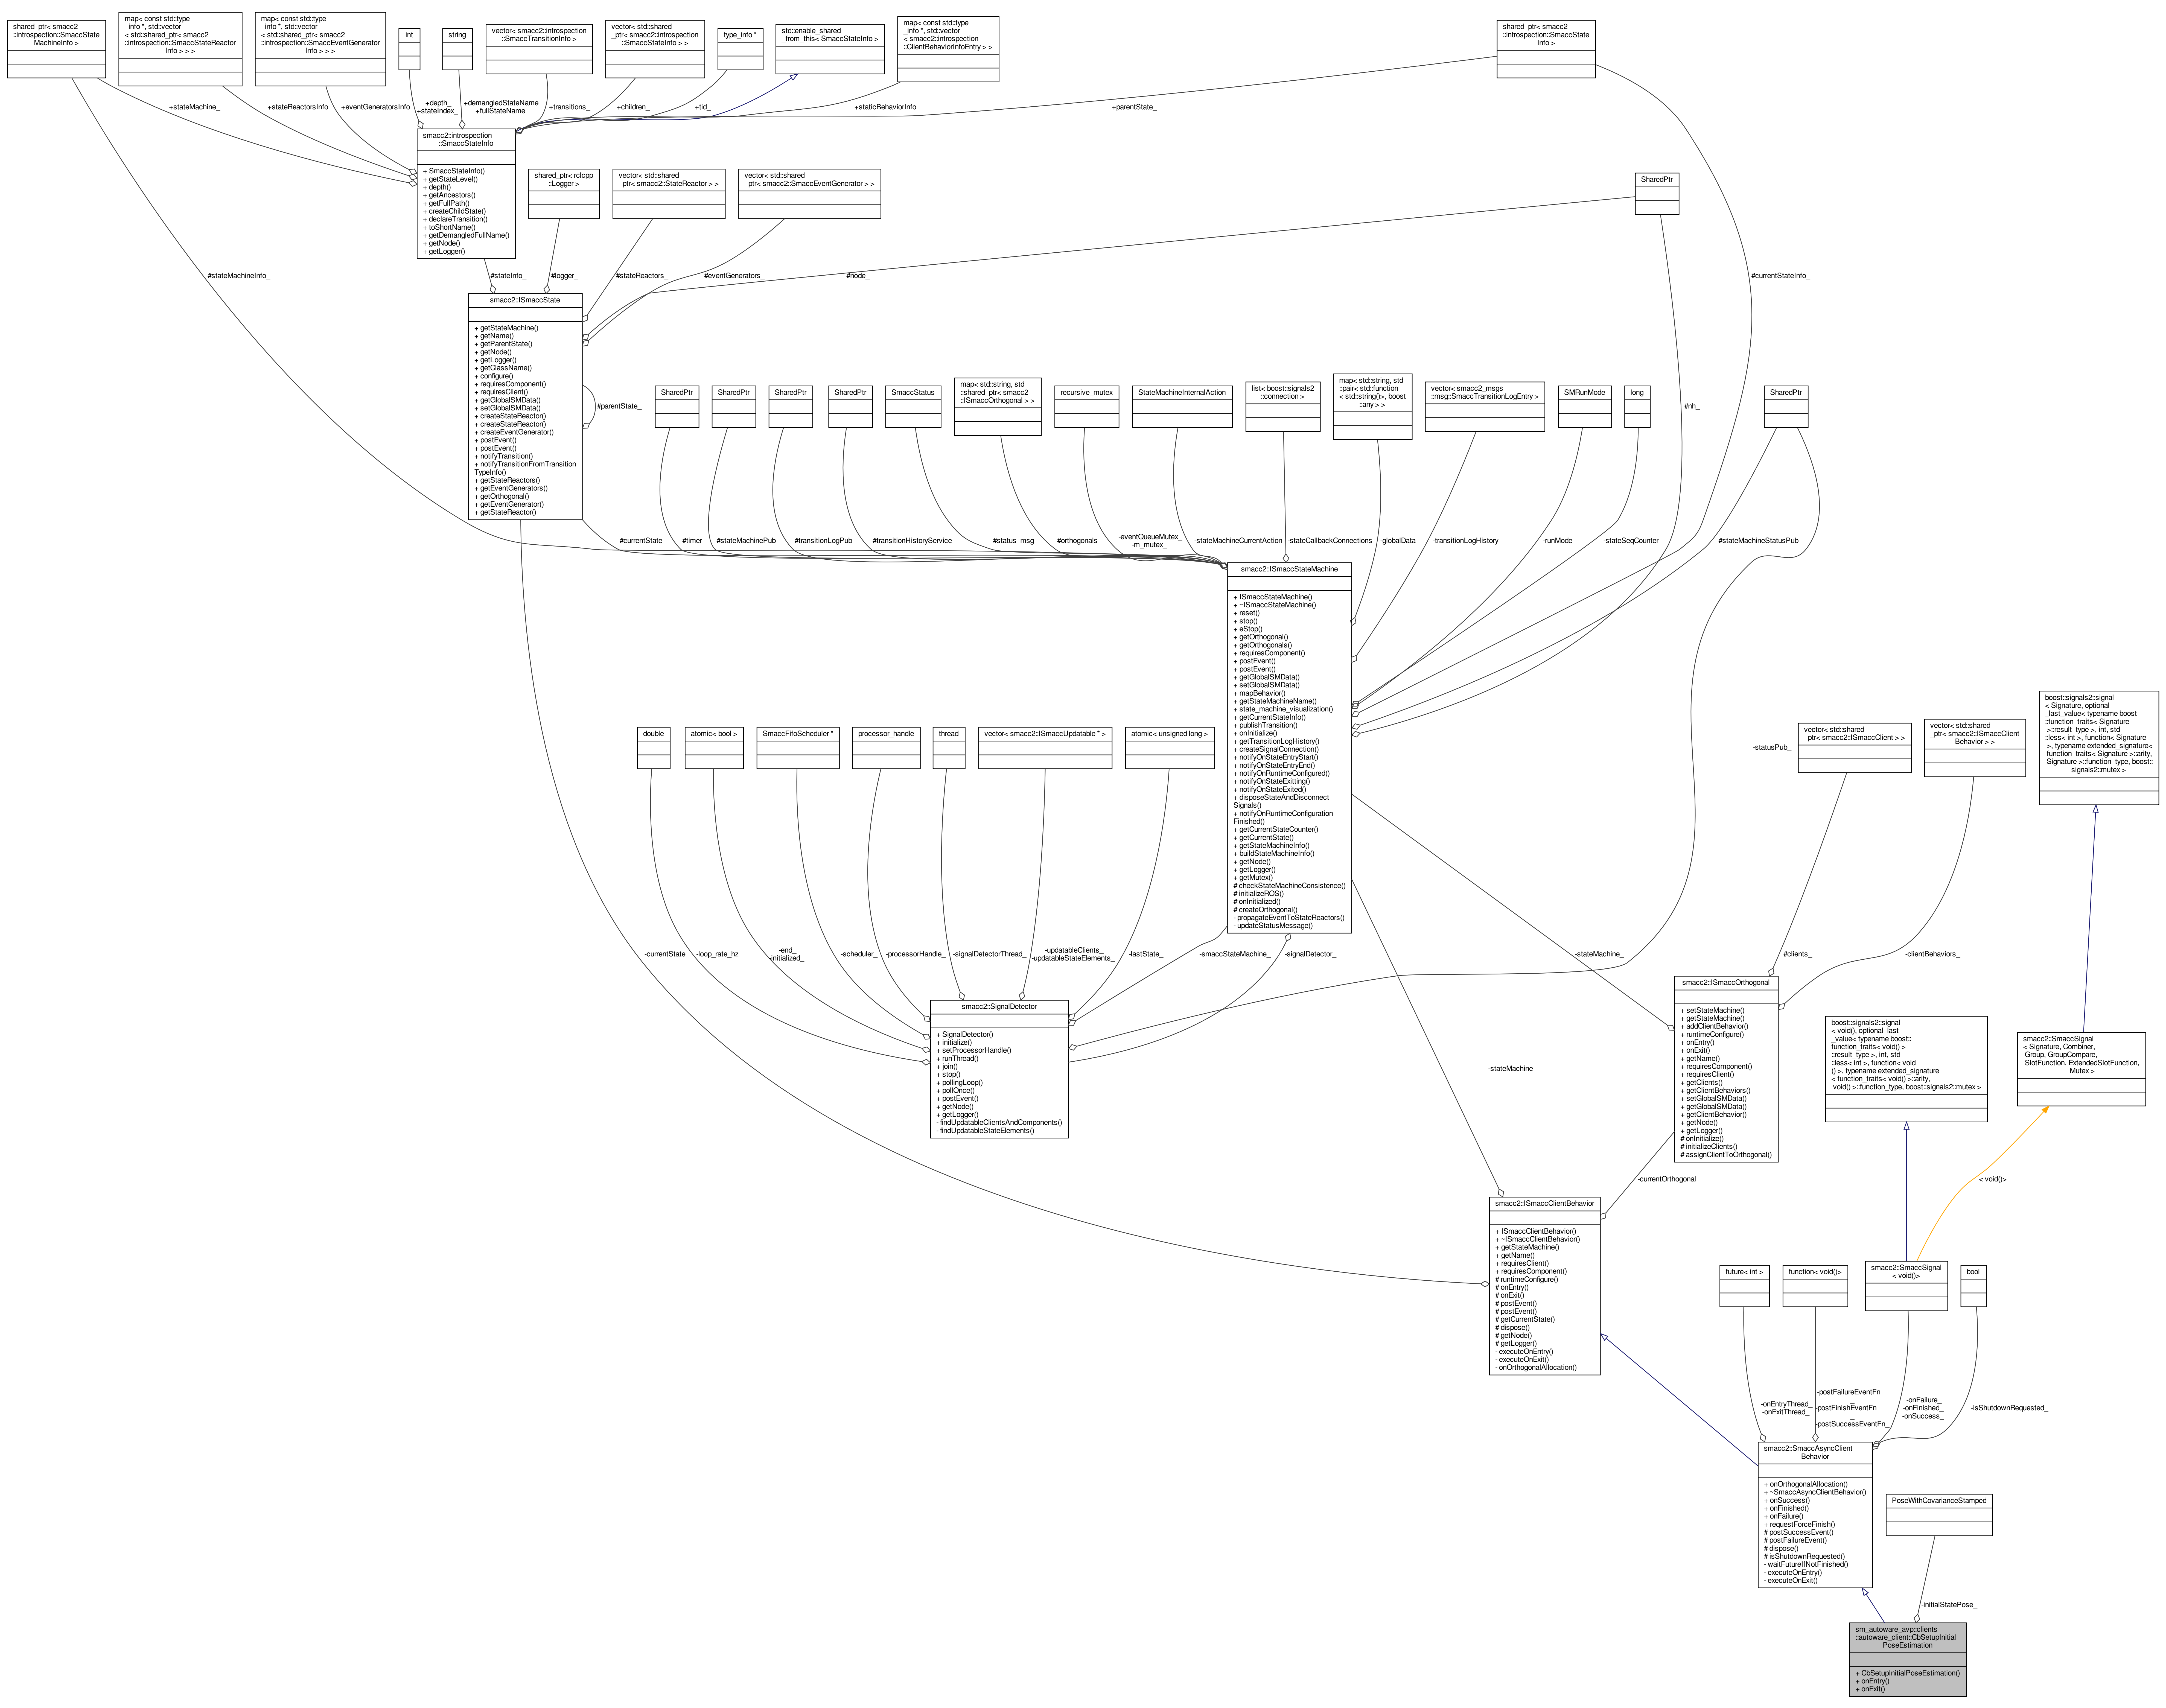 shared_ptr< smacc2
::introspection::SmaccState
MachineInfo >
map< const std::type
_info *, std::vector
< std::shared_ptr< smacc2
::introspection::SmaccStateReactor
Info > > >
map< const std::type
_info *, std::vector
< std::shared_ptr< smacc2
::introspection::SmaccEventGenerator
Info > > >
int
string
vector< smacc2::introspection
::SmaccTransitionInfo >
vector< std::shared
_ptr< smacc2::introspection
::SmaccStateInfo > >
type_info *
std::enable_shared
_from_this< SmaccStateInfo >
map< const std::type
_info *, std::vector
< smacc2::introspection
::ClientBehaviorInfoEntry > >
shared_ptr< smacc2
::introspection::SmaccState
Info >
+stateMachine_
+stateReactorsInfo
+eventGeneratorsInfo
+depth_
+stateIndex_
+demangledStateName
+fullStateName
+transitions_
+children_
+tid_
+staticBehaviorInfo
+parentState_
smacc2::introspection
::SmaccStateInfo
+ SmaccStateInfo()
+ getStateLevel()
+ depth()
+ getAncestors()
+ getFullPath()
+ createChildState()
+ declareTransition()
+ toShortName()
+ getDemangledFullName()
+ getNode()
+ getLogger()
shared_ptr< rclcpp
::Logger >
vector< std::shared
_ptr< smacc2::StateReactor > >
vector< std::shared
_ptr< smacc2::SmaccEventGenerator > >
SharedPtr
#stateMachineInfo_
#stateInfo_
#logger_
#stateReactors_
#eventGenerators_
#node_
#currentStateInfo_
smacc2::ISmaccState
+ getStateMachine()
+ getName()
+ getParentState()
+ getNode()
+ getLogger()
+ getClassName()
+ configure()
+ requiresComponent()
+ requiresClient()
+ getGlobalSMData()
+ setGlobalSMData()
+ createStateReactor()
+ createStateReactor()
+ createEventGenerator()
+ postEvent()
+ postEvent()
+ notifyTransition()
+ notifyTransitionFromTransition
TypeInfo()
+ getStateReactors()
+ getEventGenerators()
+ getOrthogonal()
+ getEventGenerator()
+ getStateReactor()
#parentState_
SharedPtr
SharedPtr
SharedPtr
SharedPtr
SmaccStatus
map< std::string, std
::shared_ptr< smacc2
::ISmaccOrthogonal > >
recursive_mutex
StateMachineInternalAction
list< boost::signals2
::connection >
map< std::string, std
::pair< std::function
< std::string()>, boost
::any > >
vector< smacc2_msgs
::msg::SmaccTransitionLogEntry >
SMRunMode
long
#nh_
SharedPtr
#currentState_
#timer_
#stateMachinePub_
#transitionLogPub_
#transitionHistoryService_
#status_msg_
#orthogonals_
-eventQueueMutex_
-m_mutex_
-stateMachineCurrentAction
-stateCallbackConnections
-globalData_
-transitionLogHistory_
-runMode_
-stateSeqCounter_
#stateMachineStatusPub_
smacc2::ISmaccStateMachine
+ ISmaccStateMachine()
+ ~ISmaccStateMachine()
+ reset()
+ stop()
+ eStop()
+ getOrthogonal()
+ getOrthogonals()
+ requiresComponent()
+ postEvent()
+ postEvent()
+ getGlobalSMData()
+ setGlobalSMData()
+ mapBehavior()
+ getStateMachineName()
+ state_machine_visualization()
+ getCurrentStateInfo()
+ publishTransition()
+ onInitialize()
+ getTransitionLogHistory()
+ createSignalConnection()
+ notifyOnStateEntryStart()
+ notifyOnStateEntryEnd()
+ notifyOnRuntimeConfigured()
+ notifyOnStateExitting()
+ notifyOnStateExited()
+ disposeStateAndDisconnect
Signals()
+ notifyOnRuntimeConfiguration
Finished()
+ getCurrentStateCounter()
+ getCurrentState()
+ getStateMachineInfo()
+ buildStateMachineInfo()
+ getNode()
+ getLogger()
+ getMutex()
# checkStateMachineConsistence()
# initializeROS()
# onInitialized()
# createOrthogonal()
- propagateEventToStateReactors()
- updateStatusMessage()
double
atomic< bool >
SmaccFifoScheduler *
processor_handle
thread
vector< smacc2::ISmaccUpdatable * >
atomic< unsigned long >
-statusPub_
vector< std::shared
_ptr< smacc2::ISmaccClient > >
vector< std::shared
_ptr< smacc2::ISmaccClient
Behavior > >
boost::signals2::signal
< Signature, optional
_last_value< typename boost
::function_traits< Signature
>::result_type >, int, std
::less< int >, function< Signature
>, typename extended_signature<
function_traits< Signature >::arity,
Signature >::function_type, boost::
signals2::mutex >
-currentState
-loop_rate_hz
-end_
-initialized_
-scheduler_
-processorHandle_
-signalDetectorThread_
-updatableClients_
-updatableStateElements_
-lastState_
-smaccStateMachine_
-signalDetector_
-stateMachine_
#clients_
-clientBehaviors_
smacc2::SignalDetector
+ SignalDetector()
+ initialize()
+ setProcessorHandle()
+ runThread()
+ join()
+ stop()
+ pollingLoop()
+ pollOnce()
+ postEvent()
+ getNode()
+ getLogger()
- findUpdatableClientsAndComponents()
- findUpdatableStateElements()
smacc2::ISmaccOrthogonal
+ setStateMachine()
+ getStateMachine()
+ addClientBehavior()
+ runtimeConfigure()
+ onEntry()
+ onExit()
+ getName()
+ requiresComponent()
+ requiresClient()
+ getClients()
+ getClientBehaviors()
+ setGlobalSMData()
+ getGlobalSMData()
+ getClientBehavior()
+ getNode()
+ getLogger()
# onInitialize()
# initializeClients()
# assignClientToOrthogonal()
boost::signals2::signal
< void(), optional_last
_value< typename boost::
function_traits< void() >
::result_type >, int, std
::less< int >, function< void
() >, typename extended_signature
< function_traits< void() >::arity,
void() >::function_type, boost::signals2::mutex >
smacc2::SmaccSignal
< Signature, Combiner,
Group, GroupCompare,
SlotFunction, ExtendedSlotFunction,
Mutex >
-stateMachine_
-currentOrthogonal
< void()>
smacc2::ISmaccClientBehavior
+ ISmaccClientBehavior()
+ ~ISmaccClientBehavior()
+ getStateMachine()
+ getName()
+ requiresClient()
+ requiresComponent()
# runtimeConfigure()
# onEntry()
# onExit()
# postEvent()
# postEvent()
# getCurrentState()
# dispose()
# getNode()
# getLogger()
- executeOnEntry()
- executeOnExit()
- onOrthogonalAllocation()
future< int >
function< void()>
smacc2::SmaccSignal
< void()>
bool
-onEntryThread_
-onExitThread_
-postFailureEventFn
_
-postFinishEventFn
_
-postSuccessEventFn_
-onFailure_
-onFinished_
-onSuccess_
-isShutdownRequested_
smacc2::SmaccAsyncClient
Behavior
+ onOrthogonalAllocation()
+ ~SmaccAsyncClientBehavior()
+ onSuccess()
+ onFinished()
+ onFailure()
+ requestForceFinish()
# postSuccessEvent()
# postFailureEvent()
# dispose()
# isShutdownRequested()
- waitFutureIfNotFinished()
- executeOnEntry()
- executeOnExit()
PoseWithCovarianceStamped
-initialStatePose_
sm_autoware_avp::clients
::autoware_client::CbSetupInitial
PoseEstimation
+ CbSetupInitialPoseEstimation()
+ onEntry()
+ onExit()